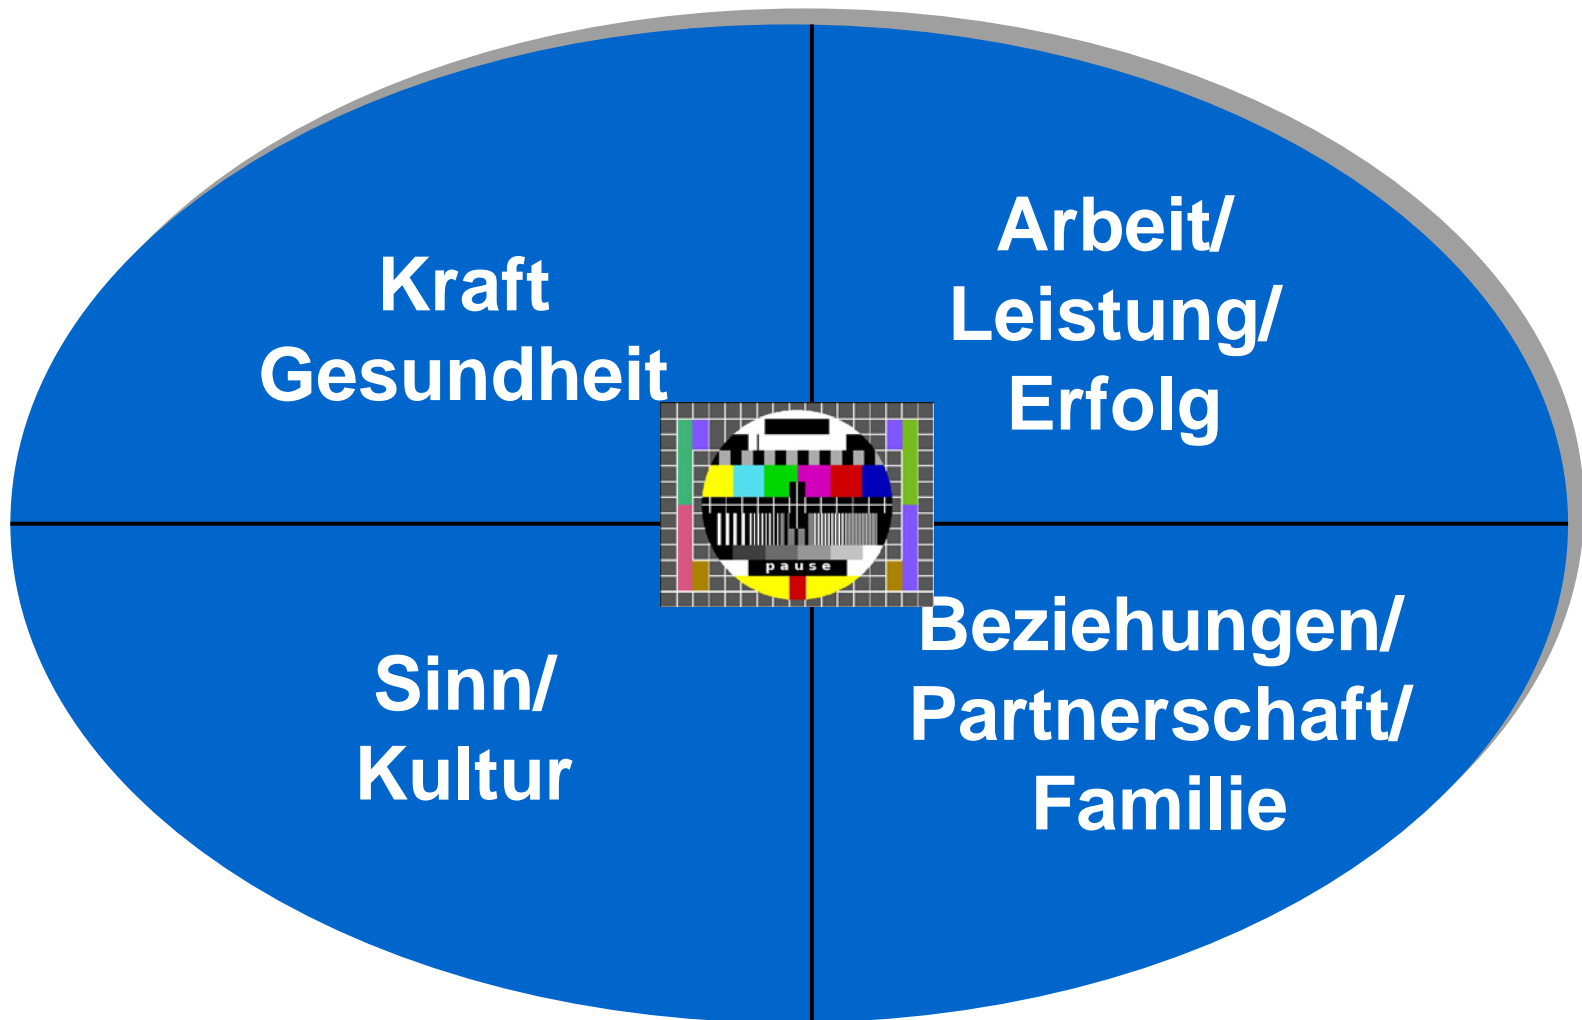 Kraft
Gesundheit
Arbeit/
Leistung/
Erfolg
pause
Sinn/
Kultur
Beziehungen/
Partnerschaft/
Familie